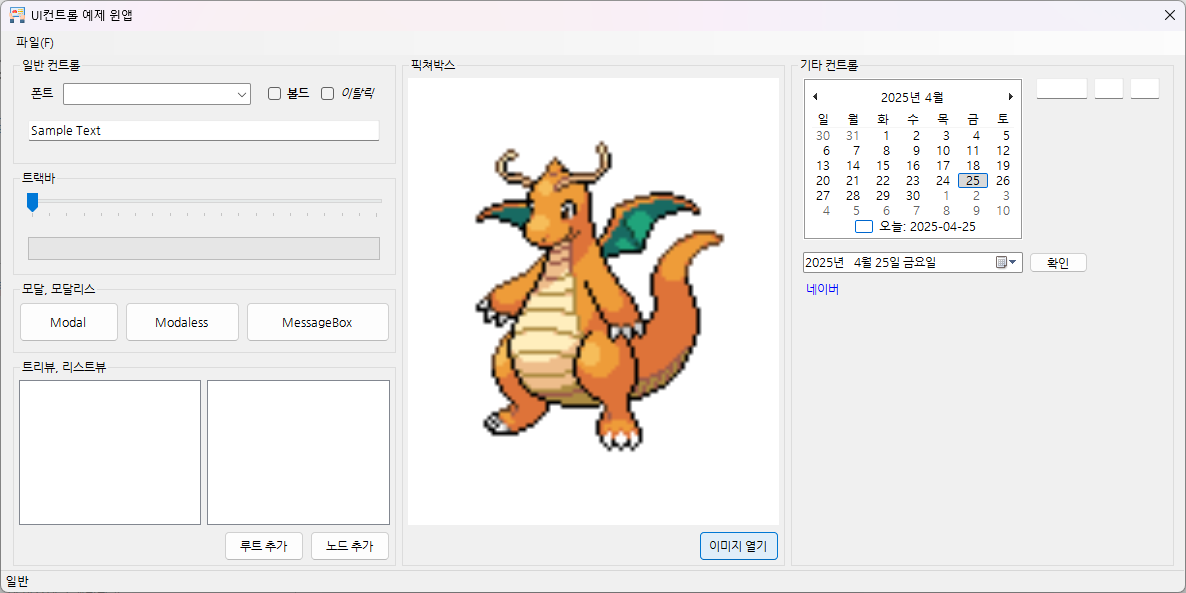 UI컨트롤 예제 윈앱
파일(F)
일반 컨트롤
폰트
볼드
이탤릭
Sample Text
트랙바
모달, 모달리스
Modal
Modaless
MessageBox
트리뷰, 리스트뷰
루트 추가
노드 추가
픽쳐박스
이미지 열기
기타 컨트롤
2025년 4월
일 월 화 수 목 금 토
30 31 1 2 3 4 5
6 7 8 9 10 11 12
13 14 15 16 17 18 19
20 21 22 23 24 25 26
27 28 29 30 1 2 3
4 5 6 7 8 9 10
오늘: 2025-04-25
2025년 4월 25일 금요일
확인
네이버
일반